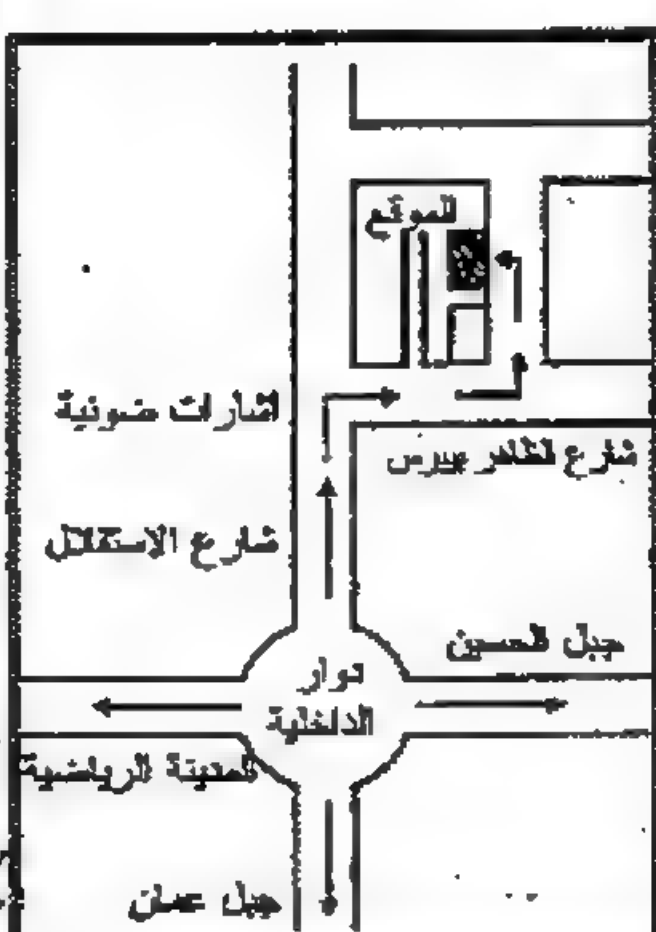 الموقع
اشارات ضوئية
شارع الظاهر بيبرس
شارع الاستقلال
جبل الحسين
دوار
الداخلية
المدينة الرياضية
جبل عمان